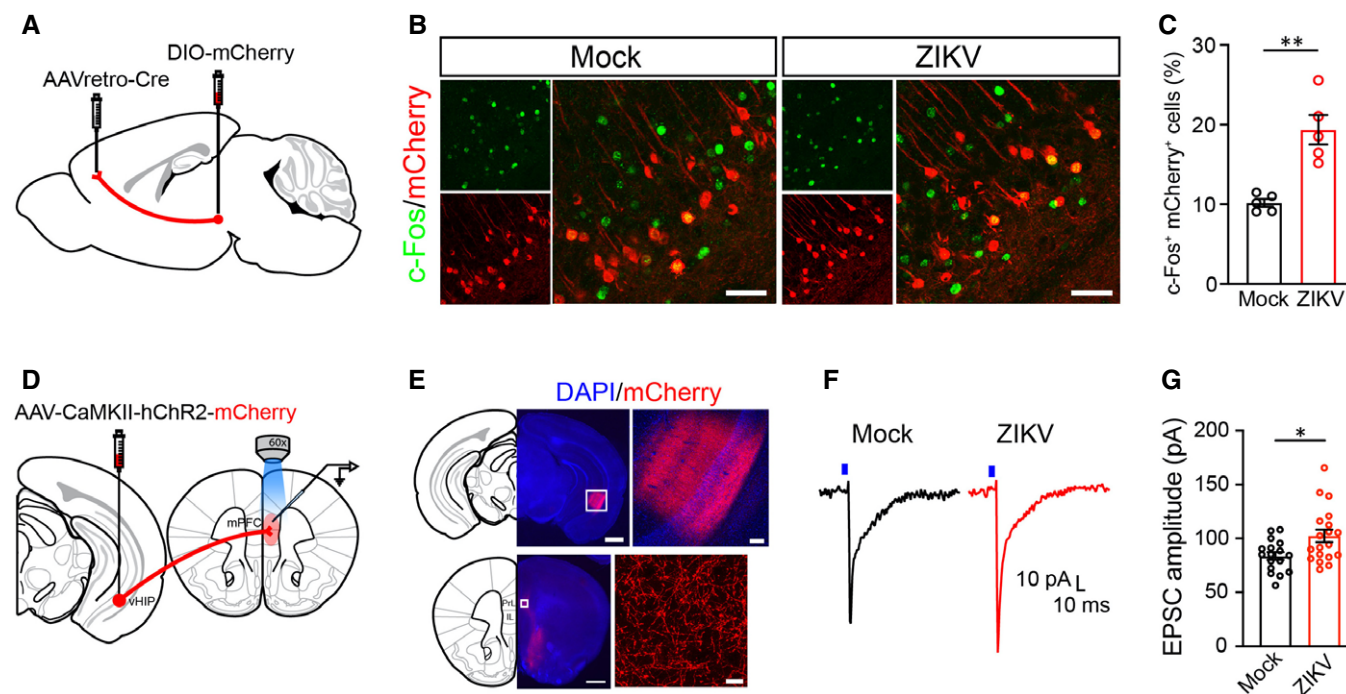 A
DIO-mCherry
AAVretro-Cre
B
Mock
ZIKV
c-Fos/mCherry
C
**
30
20
10
0
c-Fos⁺ mCherry⁺ cells (%)
Mock
ZIKV
D
AAV-CaMKII-hChR2-mCherry
60x
mPFC
vHIP
E
DAPI/mCherry
PrL
IL
F
Mock
ZIKV
10 pA
10 ms
G
*
200
150
100
50
0
EPSC amplitude (pA)
Mock
ZIKV